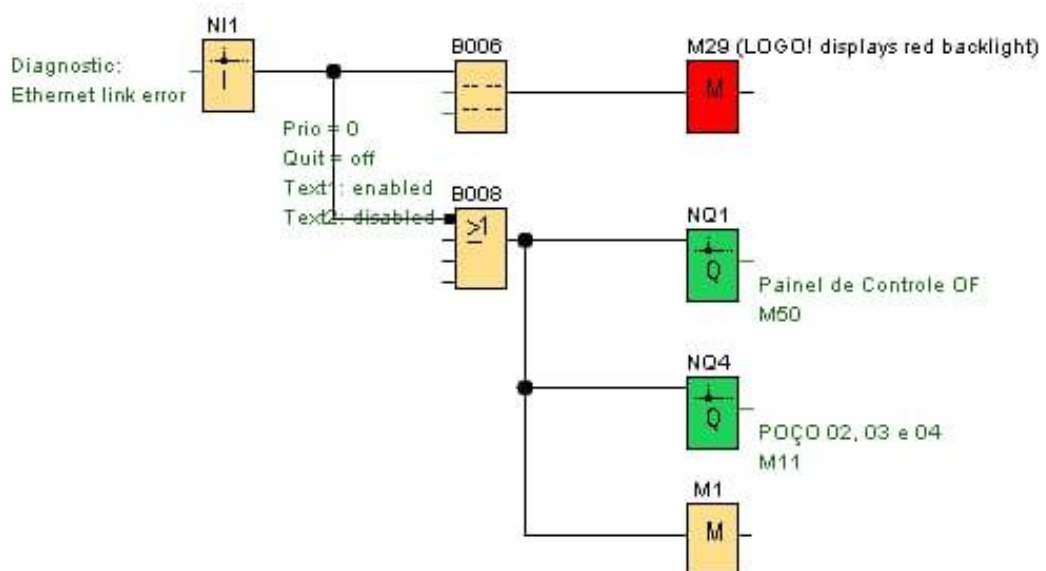 NI1
Diagnostic:
Ethernet link error
I
B006
Prio = 0
Quit = off
Text1: enabled
Text2: disabled
M29 (LOGO! displays red backlight)
M
B008
≥1
NQ1
Q
Painel de Controle OF
M50
NQ4
Q
POÇO 02, 03 e 04
M11
M1
M